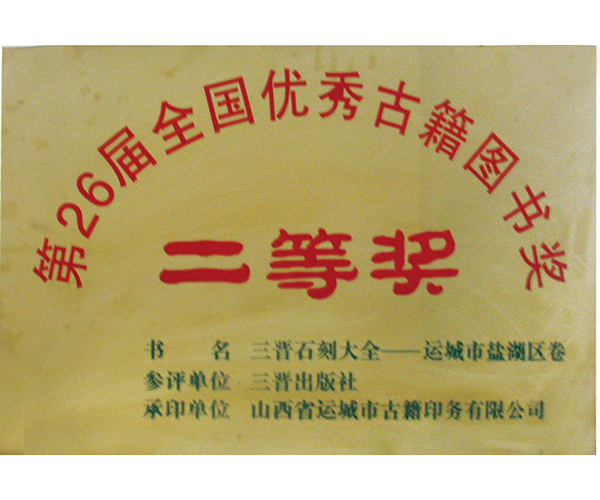 第26届全国优秀古籍图书奖
二等奖
书 名 三晋石刻大全——运城市盐湖区卷
参评单位 三晋出版社
承印单位 山西省运城市古籍印务有限公司